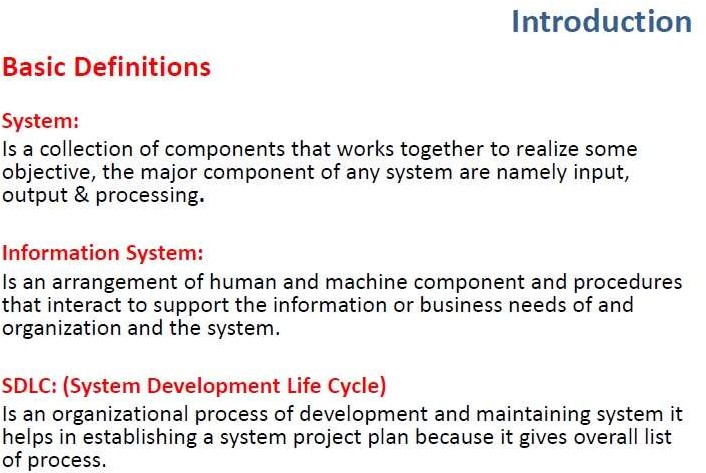 Introduction
Basic Definitions
System:
Is a collection of components that works together to realize some
objective, the major component of any system are namely input,
output & processing.
Information System:
Is an arrangement of human and machine component and procedures
that interact to support the information or business needs of and
organization and the system.
SDLC: (System Development Life Cycle)
Is an organizational process of development and maintaining system it
helps in establishing a system project plan because it gives overall list
of process.